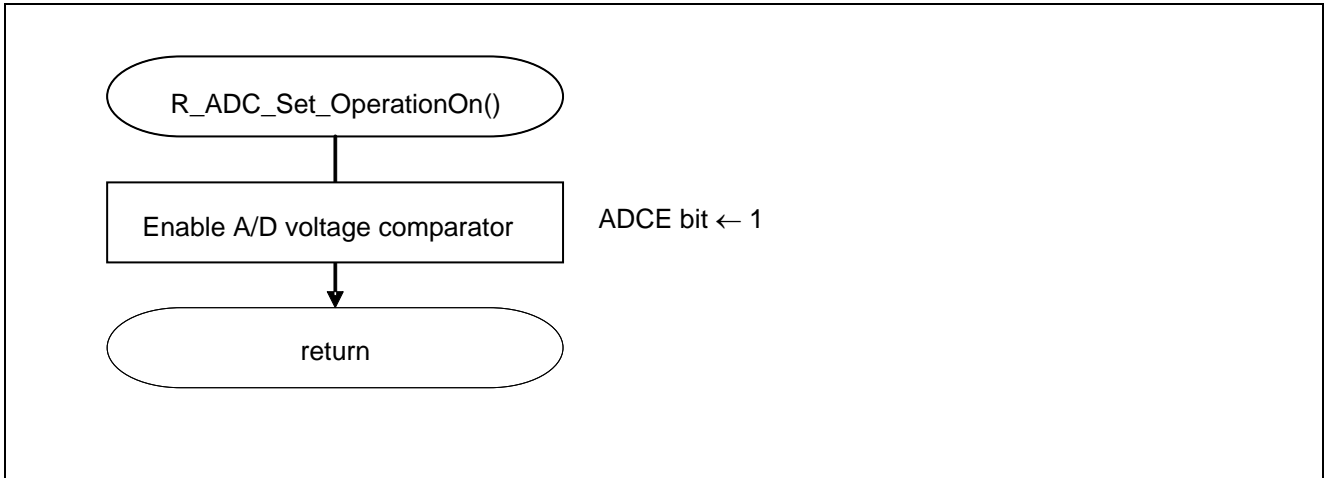 R_ADC_Set_OperationOn()
Enable A/D voltage comparator
ADCE bit ← 1
return